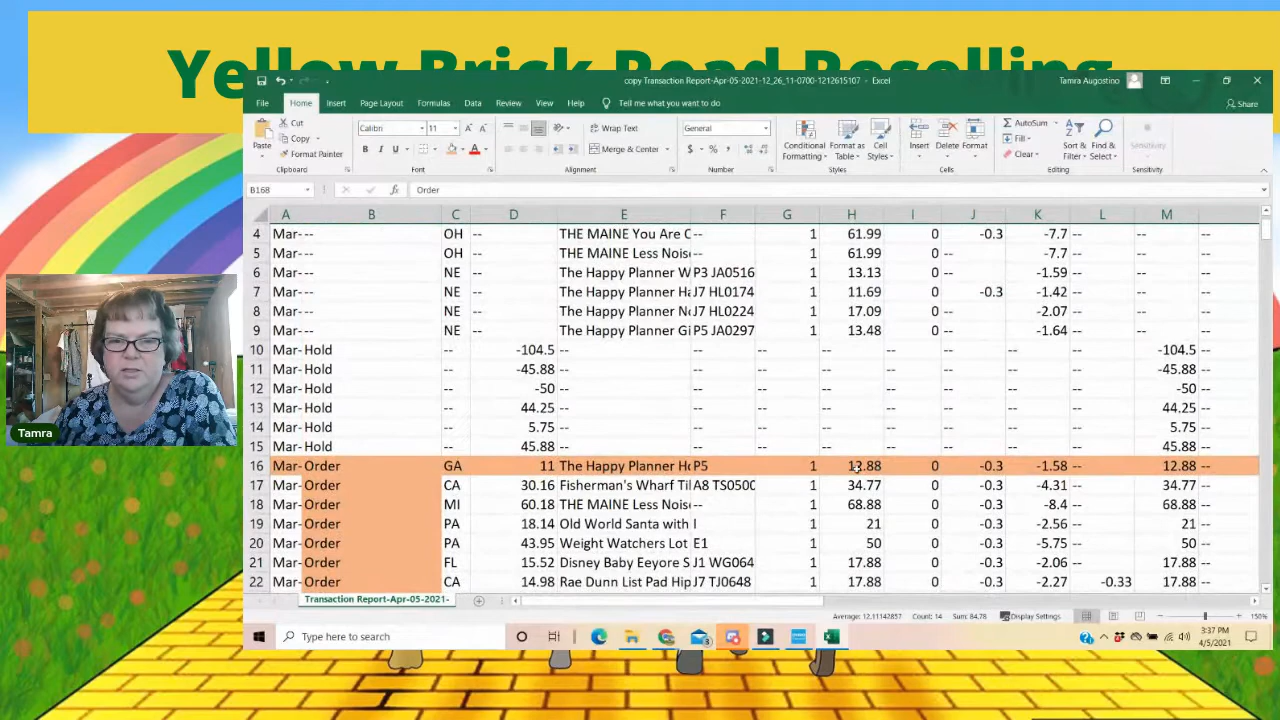 Yellow Brick Road Reselling
copy Transaction Report-Apr-05-2021-12_26_11-0700-1212615107 - Excel
Tamra Augostino
File Home Insert Page Layout Formulas Data Review View Help Tell me what you want to do Share
Paste Cut Copy Format Painter Clipboard
Calibri 11 A A B I U A Font
Wrap Text Merge & Center Alignment
General $ % , Number
Conditional Formatting Format as Table Cell Styles Styles
Insert Delete Format Cells
AutoSum Fill Clear Sort & Filter Find & Select Editing
Sensitivity Sensitivity
B168 fx Order
A B C D E F G H I J K L M
4 Mar- -- OH -- THE MAINE You Are C -- 1 61.99 0 -0.3 -7.7 -- -- --
5 Mar- -- OH -- THE MAINE Less Nois -- 1 61.99 0 -- -7.7 -- -- --
6 Mar- -- NE -- The Happy Planner W P3 JA0516 1 13.13 0 -- -1.59 -- -- --
7 Mar- -- NE -- The Happy Planner Ha J7 HL0174 1 11.69 0 -0.3 -1.42 -- -- --
8 Mar- -- NE -- The Happy Planner No J7 HL0224 1 17.09 0 -- -2.07 -- -- --
9 Mar- -- NE -- The Happy Planner Gi P5 JA0297 1 13.48 0 -- -1.64 -- -- --
10 Mar- Hold -- -104.5 -- -- -- -- -- -- -- -- -104.5 --
11 Mar- Hold -- -45.88 -- -- -- -- -- -- -- -- -45.88 --
12 Mar- Hold -- -50 -- -- -- -- -- -- -- -- -50 --
13 Mar- Hold -- 44.25 -- -- -- -- -- -- -- -- 44.25 --
14 Mar- Hold -- 5.75 -- -- -- -- -- -- -- -- 5.75 --
15 Mar- Hold -- 45.88 -- -- -- -- -- -- -- -- 45.88 --
16 Mar- Order GA 11 The Happy Planner Ho P5 1 12.88 0 -0.3 -1.58 -- 12.88 --
17 Mar- Order CA 30.16 Fisherman's Wharf Til A8 TS0500 1 34.77 0 -0.3 -4.31 -- 34.77 --
18 Mar- Order MI 60.18 THE MAINE Less Nois -- 1 68.88 0 -0.3 -8.4 -- 68.88 --
19 Mar- Order PA 18.14 Old World Santa with I 1 21 0 -0.3 -2.56 -- 21 --
20 Mar- Order PA 43.95 Weight Watchers Lot E1 1 50 0 -0.3 -5.75 -- 50 --
21 Mar- Order FL 15.52 Disney Baby Eeyore S J1 WG064 1 17.88 0 -0.3 -2.06 -- 17.88 --
22 Mar- Order CA 14.98 Rae Dunn List Pad Hip J7 TJ0648 1 17.88 0 -0.3 -2.27 -0.33 17.88 --
Transaction Report-Apr-05-2021-
Average: 12.11142857 Count: 14 Sum: 84.78 Display Settings 150%
Type here to search
3:37 PM
4/5/2021
Tamra